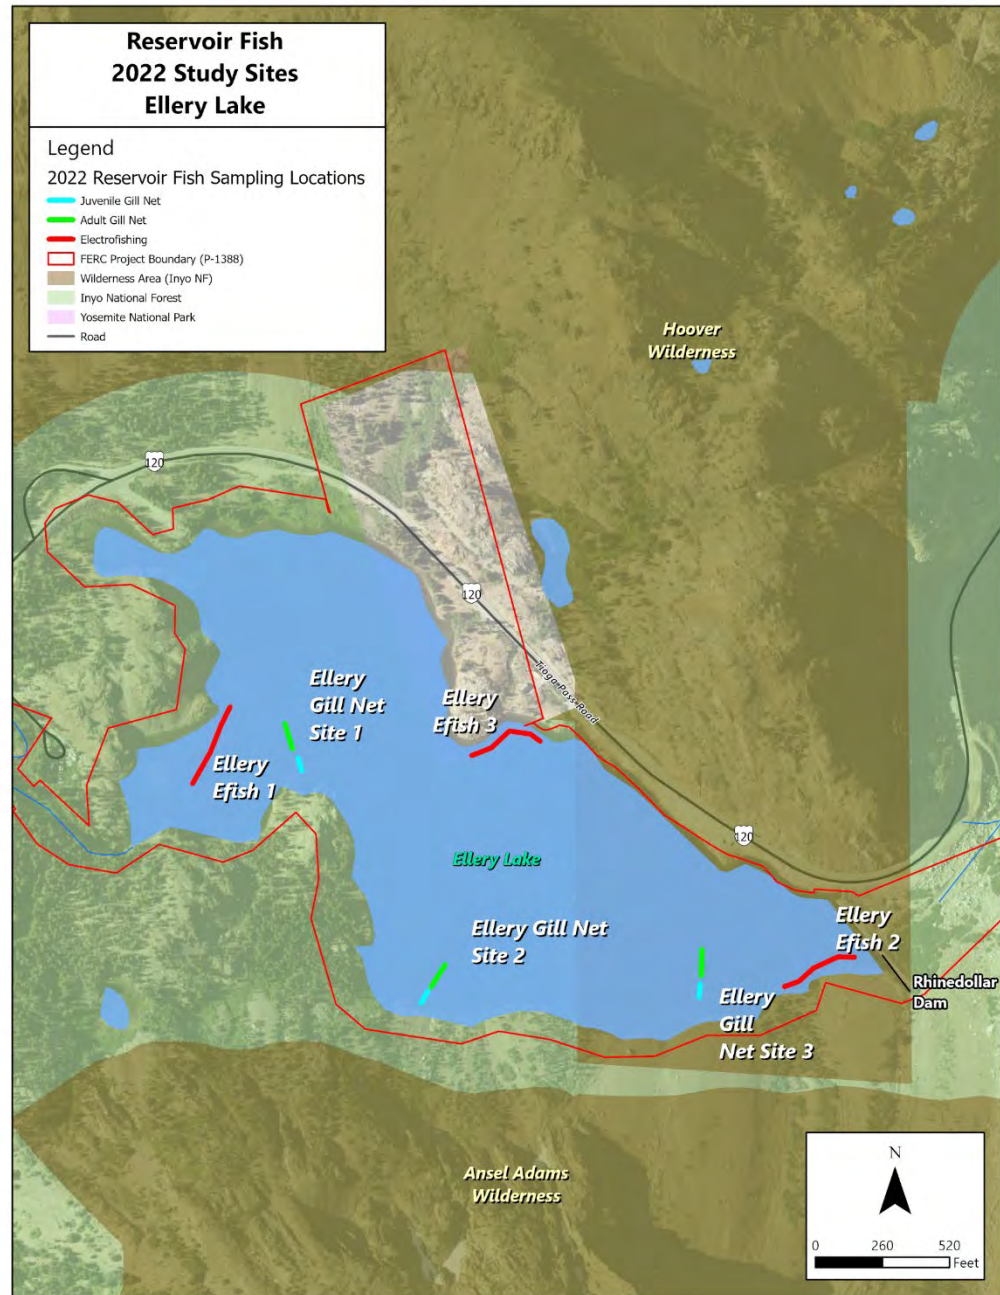 Reservoir Fish
2022 Study Sites
Ellery Lake
Legend
2022 Reservoir Fish Sampling Locations
Juvenile Gill Net
Adult Gill Net
Electrofishing
FERC Project Boundary (P-1388)
Wilderness Area (Inyo NF)
Inyo National Forest
Yosemite National Park
Road
Hoover
Wilderness
120
120
Tioga Pass Road
Ellery
Gill Net
Site 1
Ellery
Efish 3
Ellery
Efish 1
120
Ellery Lake
Ellery Gill Net
Site 2
Ellery
Efish 2
Rhinedollar
Dam
Ellery
Gill
Net Site 3
Ansel Adams
Wilderness
N
0 260 520
Feet